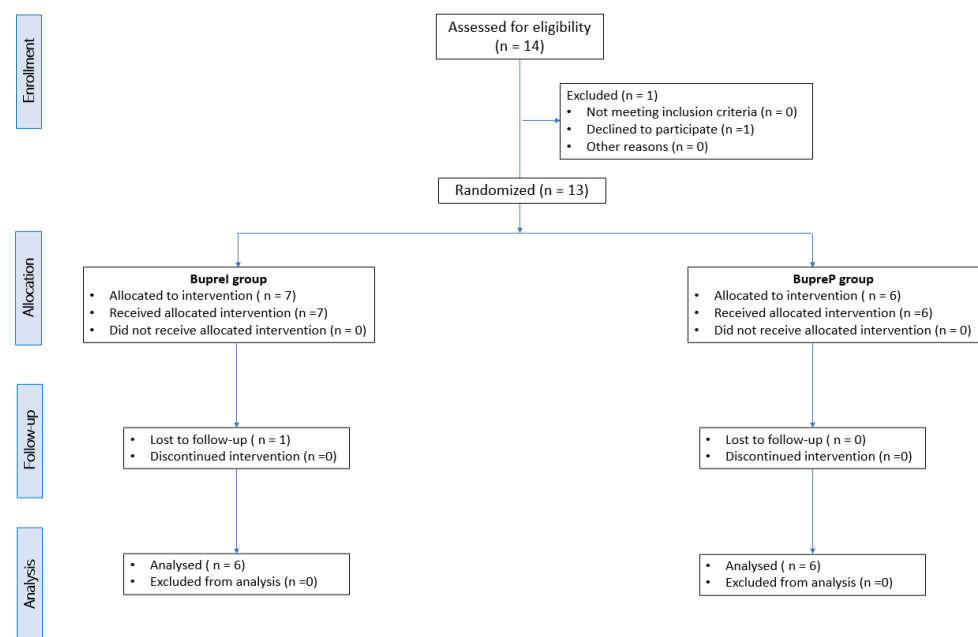 Enrollment
Assessed for eligibility
(n = 14)
Excluded (n = 1)
• Not meeting inclusion criteria (n = 0)
• Declined to participate (n =1)
• Other reasons (n = 0)
Randomized (n = 13)
Allocation
BupreI group
• Allocated to intervention ( n = 7)
• Received allocated intervention (n =7)
• Did not receive allocated intervention (n = 0)
BupreP group
• Allocated to intervention ( n = 6)
• Received allocated intervention (n =6)
• Did not receive allocated intervention (n = 0)
Follow-up
• Lost to follow-up ( n = 1)
• Discontinued intervention (n =0)
• Lost to follow-up ( n = 0)
• Discontinued intervention (n =0)
Analysis
• Analysed ( n = 6)
• Excluded from analysis (n =0)
• Analysed ( n = 6)
• Excluded from analysis (n =0)